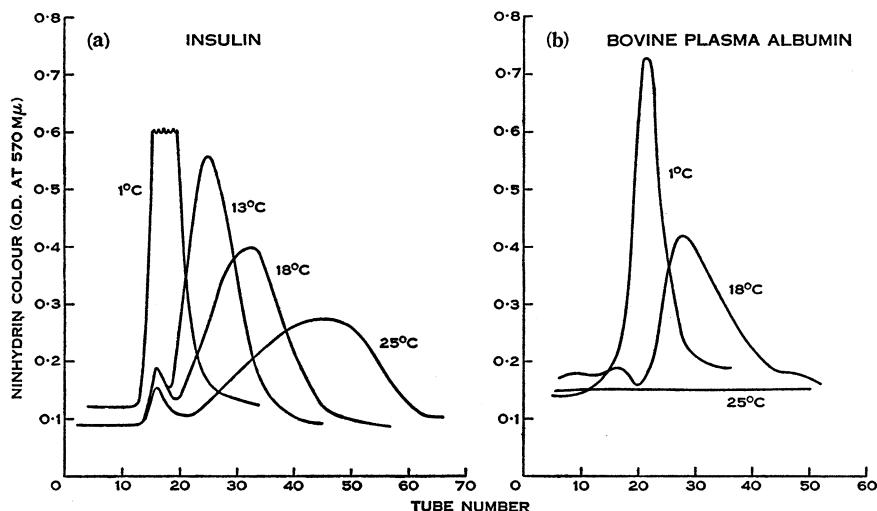 (a) INSULIN
NINHYDRIN COLOUR (O.D. AT 570 Mμ)
0·8
0·7
0·6
0·5
0·4
0·3
0·2
0·1
0
10
20
30
40
50
60
70
1°C
13°C
18°C
25°C
(b) BOVINE PLASMA ALBUMIN
0·8
0·7
0·6
0·5
0·4
0·3
0·2
0·1
0
10
20
30
40
50
60
1°C
18°C
25°C
TUBE NUMBER